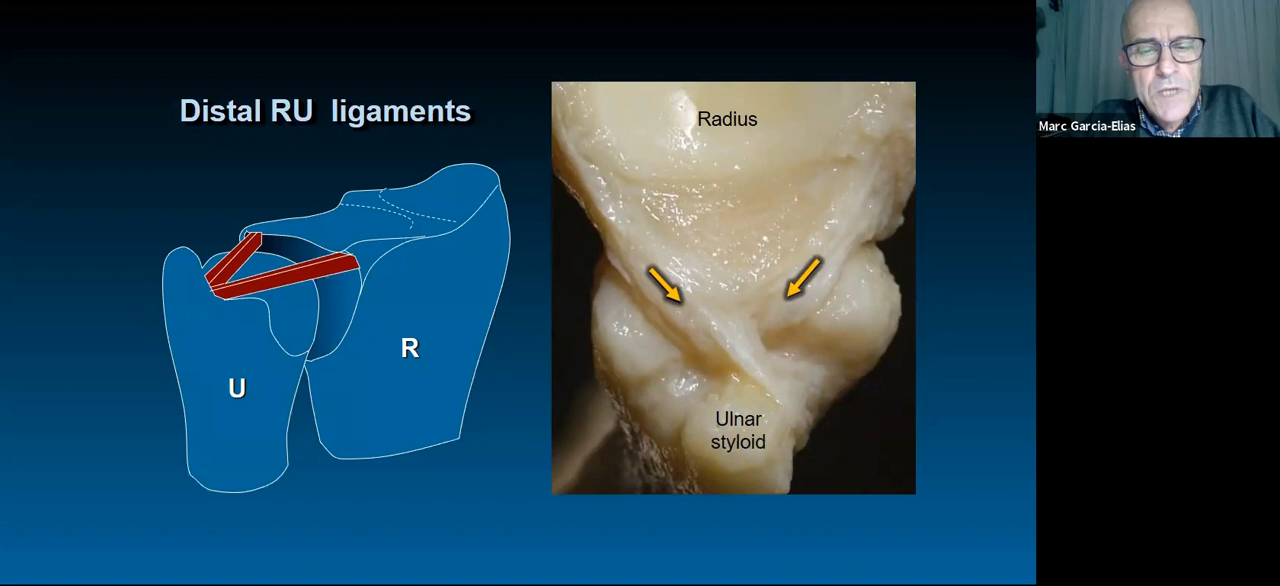 Distal RU ligaments
U
R
Radius
Ulnar
styloid
Marc Garcia-Elias